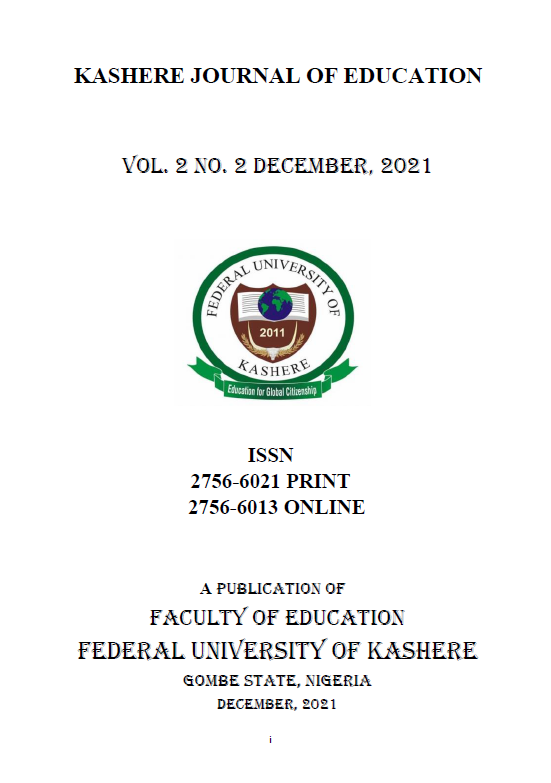 KASHERE JOURNAL OF EDUCATION
VOL. 2 NO. 2 DECEMBER, 2021
FEDERAL UNIVERSITY OF
2011
KASHERE
Education for Global Citizenship
ISSN
2756-6021 PRINT
2756-6013 ONLINE
A PUBLICATION OF
FACULTY OF EDUCATION
FEDERAL UNIVERSITY OF KASHERE
GOMBE STATE, NIGERIA
DECEMBER, 2021
i